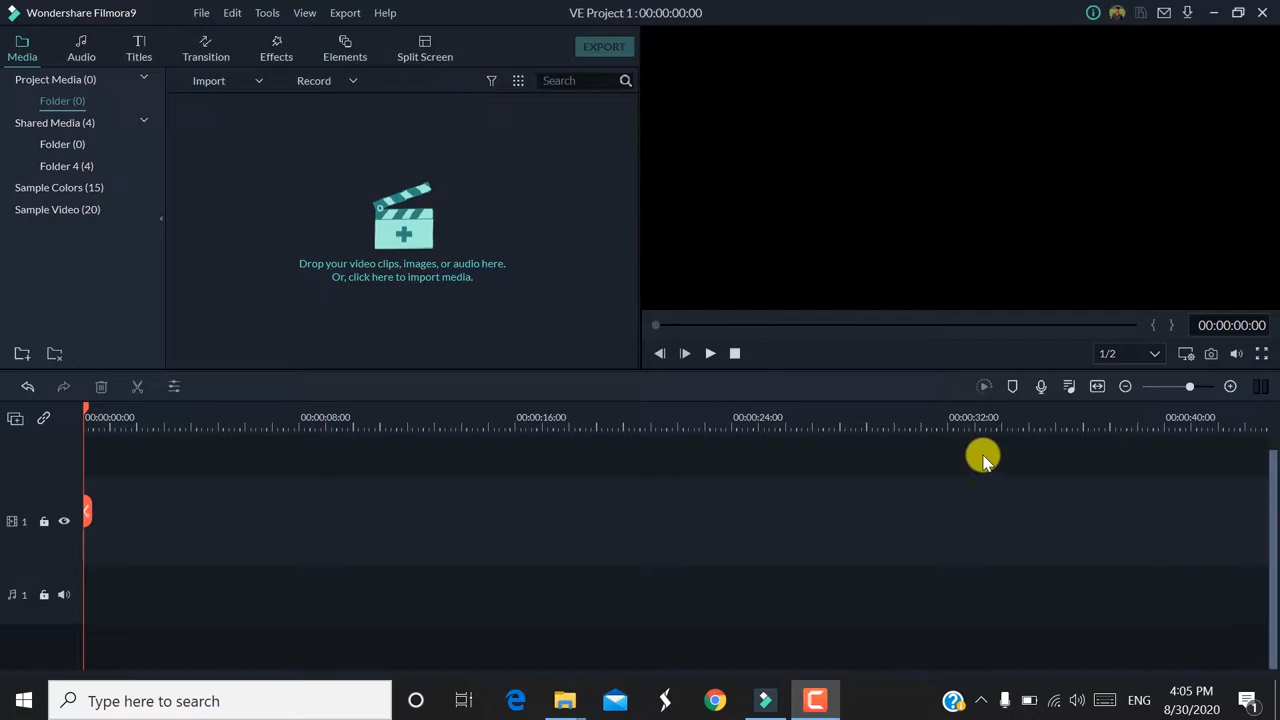 Wondershare Filmora9 File Edit Tools View Export Help VE Project 1 : 00:00:00:00
Media Audio Titles Transition Effects Elements Split Screen EXPORT
Project Media (0)
Folder (0)
Shared Media (4)
Folder (0)
Folder 4 (4)
Sample Colors (15)
Sample Video (20)
Import Record Search
Drop your video clips, images, or audio here.
Or, click here to import media.
00:00:00:00
1/2
00:00:00:00 00:00:08:00 00:00:16:00 00:00:24:00 00:00:32:00 00:00:40:00
1
1
Type here to search
ENG
4:05 PM
8/30/2020
1